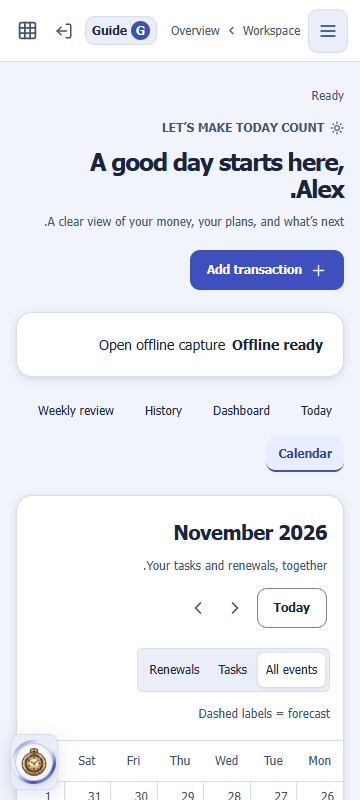 Guide G
Overview < Workspace
Ready
LET'S MAKE TODAY COUNT
A good day starts here,
.Alex
.A clear view of your money, your plans, and what's next
Add transaction
Open offline capture Offline ready
Weekly review History Dashboard Today
Calendar
November 2026
.Your tasks and renewals, together
Today
Renewals Tasks All events
Dashed labels = forecast
Sat Fri Thu Wed Tue Mon
1 31 30 29 28 27 26